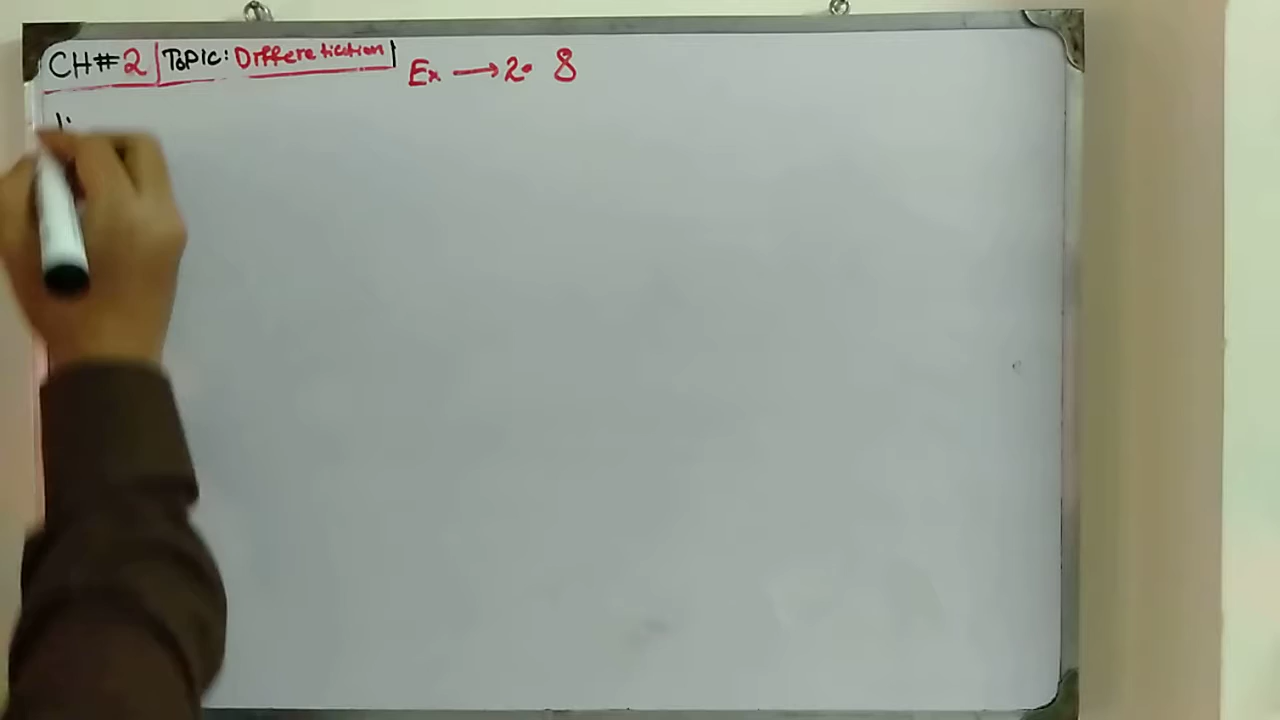 CH#2 | Topic: Differetiation | Ex → 2.8